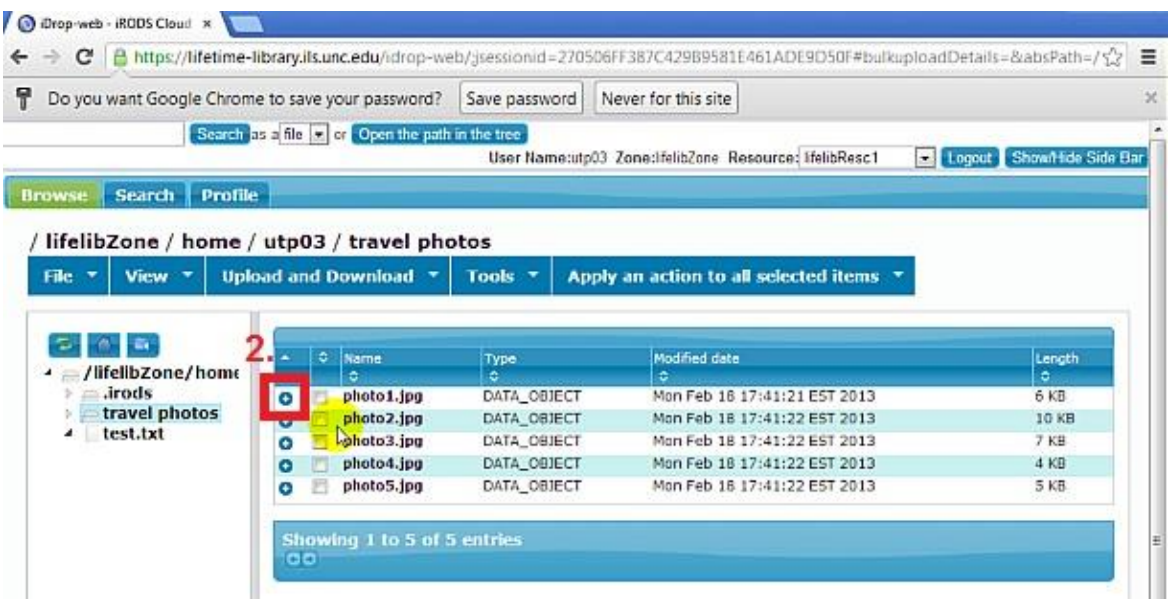 iDrop-web - iRODS Cloud ×
https://lifetime-library.ils.unc.edu/idrop-web/;jsessionid=270506FF387C429B9581E461ADE9D50F#bulkuploadDetails=&absPath=/
Do you want Google Chrome to save your password? Save password Never for this site ×
Search as a file or Open the path in the tree
User Name:utp03 Zone:lifelibZone Resource: lifelibResc1 Logout Show/Hide Side Bar
Browse Search Profile
/ lifelibZone / home / utp03 / travel photos
File View Upload and Download Tools Apply an action to all selected items
2.
Name Type Modified date Length
/lifelibZone/home
.irods
travel photos
test.txt
photo1.jpg DATA_OBJECT Mon Feb 18 17:41:21 EST 2013 6 KB
photo2.jpg DATA_OBJECT Mon Feb 18 17:41:22 EST 2013 10 KB
photo3.jpg DATA_OBJECT Mon Feb 18 17:41:22 EST 2013 7 KB
photo4.jpg DATA_OBJECT Mon Feb 18 17:41:22 EST 2013 4 KB
photo5.jpg DATA_OBJECT Mon Feb 18 17:41:22 EST 2013 5 KB
Showing 1 to 5 of 5 entries